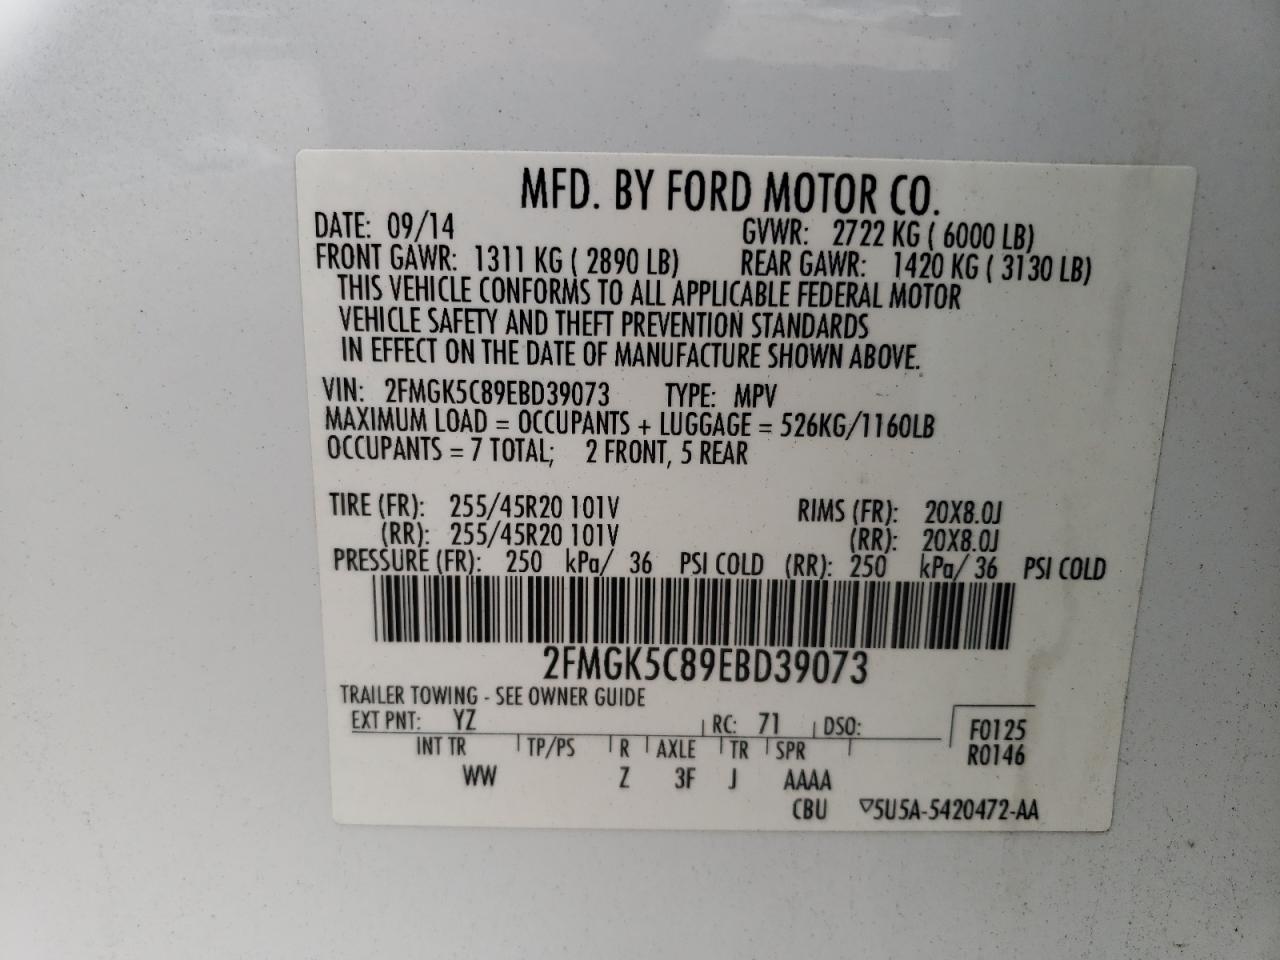 MFD. BY FORD MOTOR CO.
DATE: 09/14 GVWR: 2722 KG ( 6000 LB)
FRONT GAWR: 1311 KG ( 2890 LB) REAR GAWR: 1420 KG ( 3130 LB)
THIS VEHICLE CONFORMS TO ALL APPLICABLE FEDERAL MOTOR
VEHICLE SAFETY AND THEFT PREVENTION STANDARDS
IN EFFECT ON THE DATE OF MANUFACTURE SHOWN ABOVE.
VIN: 2FMGK5C89EBD39073 TYPE: MPV
MAXIMUM LOAD = OCCUPANTS + LUGGAGE = 526KG/1160LB
OCCUPANTS = 7 TOTAL; 2 FRONT, 5 REAR
TIRE (FR): 255/45R20 101V RIMS (FR): 20X8.0J
(RR): 255/45R20 101V (RR): 20X8.0J
PRESSURE (FR): 250 kPa/ 36 PSI COLD (RR): 250 kPa/ 36 PSI COLD
2FMGK5C89EBD39073
TRAILER TOWING - SEE OWNER GUIDE
EXT PNT: YZ RC: 71 DSO: F0125
INT TR TP/PS R AXLE TR SPR R0146
WW Z 3F J AAAA
CBU ▽5U5A-5420472-AA